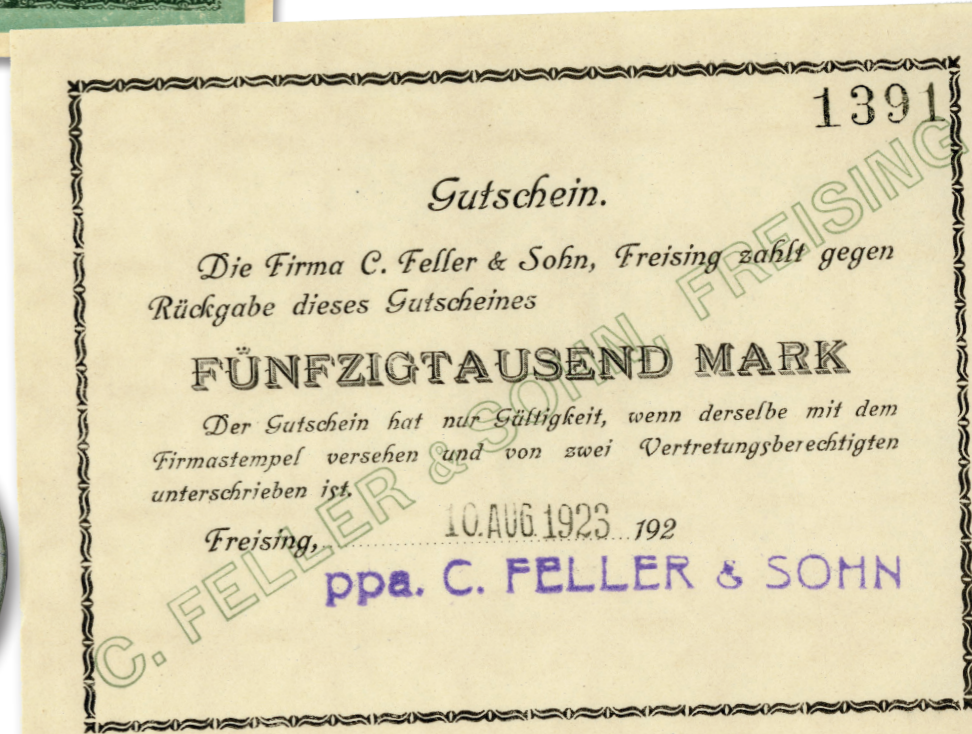 1391
Gutschein.
Die Firma C. Feller & Sohn, Freising zahlt gegen
Rückgabe dieses Gutscheines
FÜNFZIGTAUSEND MARK
Der Gutschein hat nur Gültigkeit, wenn derselbe mit dem
Firmastempel versehen und von zwei Vertretungsberechtigten
unterschrieben ist.
Freising, 10. AUG. 1923 192
ppa. C. FELLER & SOHN
C. FELLER & SOHN, FREISING